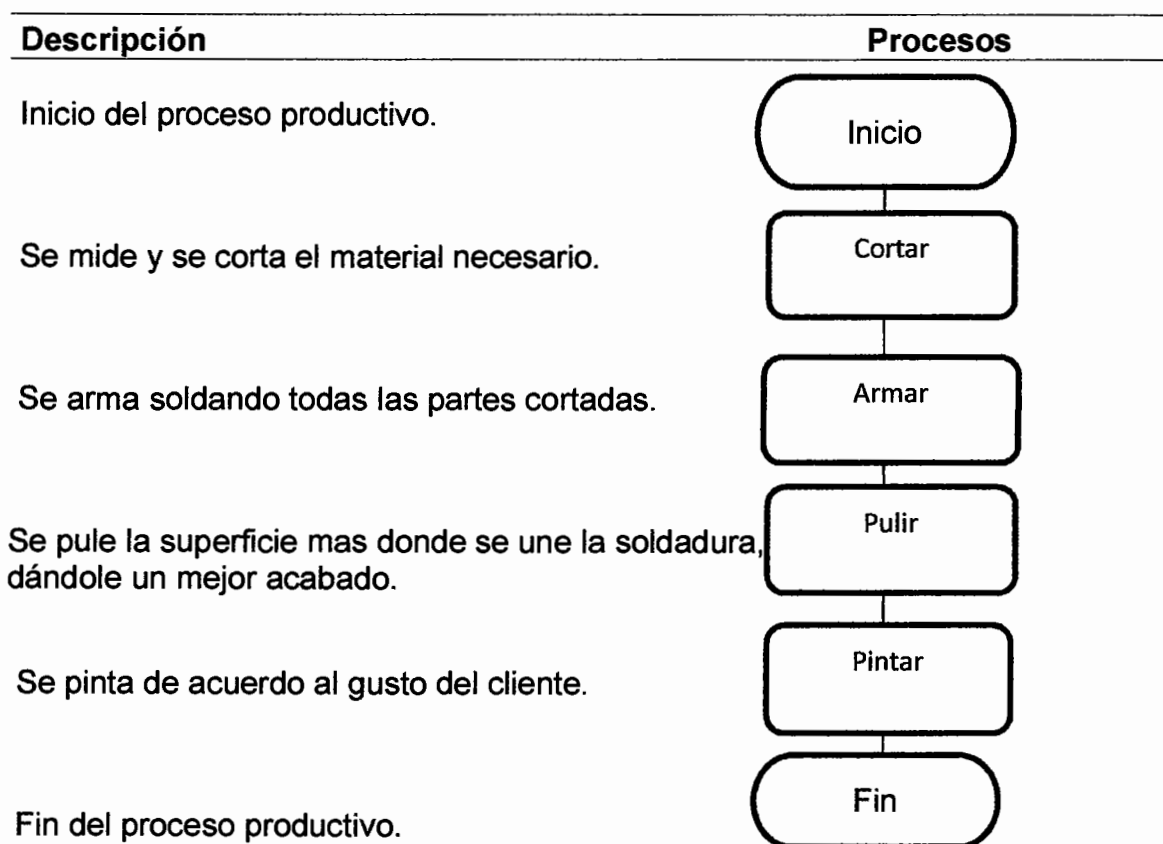 Descripción Procesos
Inicio del proceso productivo.
Inicio
Se mide y se corta el material necesario.
Cortar
Se arma soldando todas las partes cortadas.
Armar
Se pule la superficie mas donde se une la soldadura,
dándole un mejor acabado.
Pulir
Se pinta de acuerdo al gusto del cliente.
Pintar
Fin del proceso productivo.
Fin